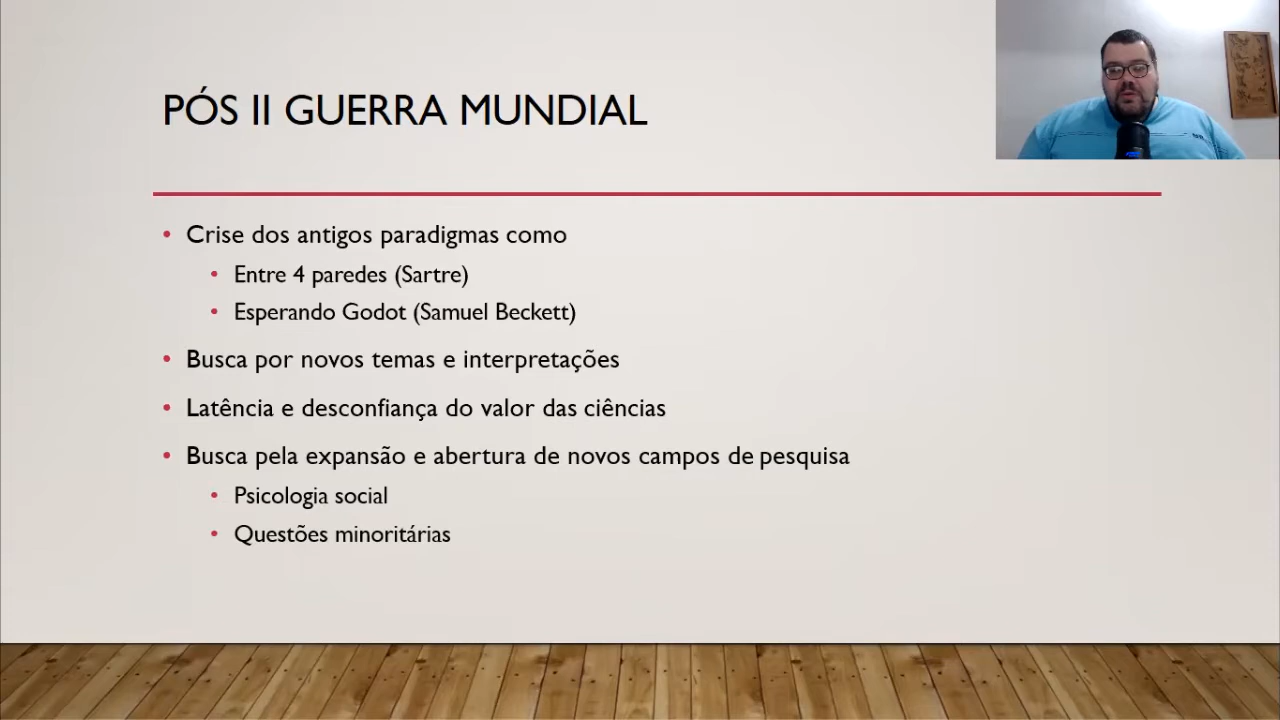 PÓS II GUERRA MUNDIAL
• Crise dos antigos paradigmas como
• Entre 4 paredes (Sartre)
• Esperando Godot (Samuel Beckett)
• Busca por novos temas e interpretações
• Latência e desconfiança do valor das ciências
• Busca pela expansão e abertura de novos campos de pesquisa
• Psicologia social
• Questões minoritárias